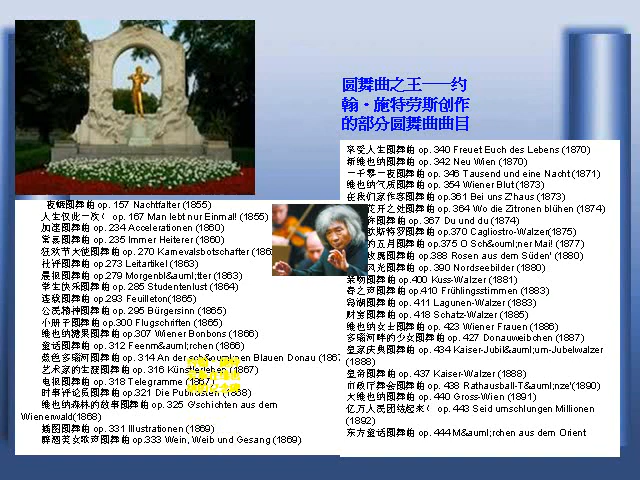 圆舞曲之王——约
翰·施特劳斯创作
的部分圆舞曲曲目
夜蛾圆舞曲 op. 157 Nachtfalter (1855)
人生仅此一次( op. 167 Man lebt nur Einmal! (1855)
加速圆舞曲 op. 234 Accelerationen (1860)
常喜圆舞曲 op. 235 Immer Heiterer (1860)
狂欢节大使圆舞曲 op. 270 Karnevalsbotschafter (186
社评圆舞曲 op.273 Leitartikel (1863)
晨报圆舞曲 op.279 Morgenbl&auml;tter (1863)
学生快乐圆舞曲 op. 285 Studentenlust (1864)
连载圆舞曲 op.293 Feuilleton(1865)
公民精神圆舞曲 op. 295 Bürgersinn (1865)
小册子圆舞曲 op.300 Flugschriften (1865)
维也纳糖果圆舞曲 op.307 Wiener Bonbons (1866)
童话圆舞曲 op. 312 Feenm&auml;rchen (1866)
蓝色多瑙河圆舞曲 op. 314 An der sch&ouml;nen Blauen Donau (1867
艺术家的生涯圆舞曲 op. 316 Künstlerleben (1867)
电报圆舞曲 op. 318 Telegramme (1867)
时事评论员圆舞曲 op.321 Die Publicisten (1868)
维也纳森林的故事圆舞曲 op. 325 G'schichten aus dem
Wienerwald(1868)
插图圆舞曲 op. 331 Illustrationen (1869)
醇酒美女歌声圆舞曲 op.333 Wein, Weib und Gesang (1869)
享受人生圆舞曲 op. 340 Freuet Euch des Lebens (1870)
新维也纳圆舞曲 op. 342 Neu Wien (1870)
一千零一夜圆舞曲 op. 346 Tausend und eine Nacht (1871)
维也纳气质圆舞曲 op. 354 Wiener Blut (1873)
在我们家作客圆舞曲 op.361 Bei uns Z'haus (1873)
花开之处圆舞曲 op. 364 Wo die Zitronen blühen (1874)
圆舞曲 op. 367 Du und du (1874)
欧斯特罗圆舞曲 op.370 Cagliostro-Walzer(1875)
的五月圆舞曲 op.375 O Sch&ouml;ner Mai! (1877)
玫瑰圆舞曲 op.388 Rosen aus dem Süden' (1880)
风光圆舞曲 op. 390 Nordseebilder (1880)
亲吻圆舞曲 op.400 Kuss-Walzer (1881)
春之声圆舞曲 op.410 Frühlingsstimmen (1883)
泻湖圆舞曲 op. 411 Lagunen-Walzer (1883)
财宝圆舞曲 op. 418 Schatz-Walzer (1885)
维也纳女士圆舞曲 op. 423 Wiener Frauen (1886)
多瑙河畔的少女圆舞曲 op. 427 Donauweibchen (1887)
皇家庆典圆舞曲 op. 434 Kaiser-Jubil&auml;um-Jubelwalzer
(1888)
皇帝圆舞曲 op. 437 Kaiser-Walzer (1888)
市政厅舞会圆舞曲 op. 438 Rathausball-T&auml;nze'(1890)
大维也纳圆舞曲 op. 440 Gross-Wien (1891)
亿万人民团结起来( op. 443 Seid umschlungen Millionen
(1892)
东方童话圆舞曲 op. 444 M&auml;rchen aus dem Orient